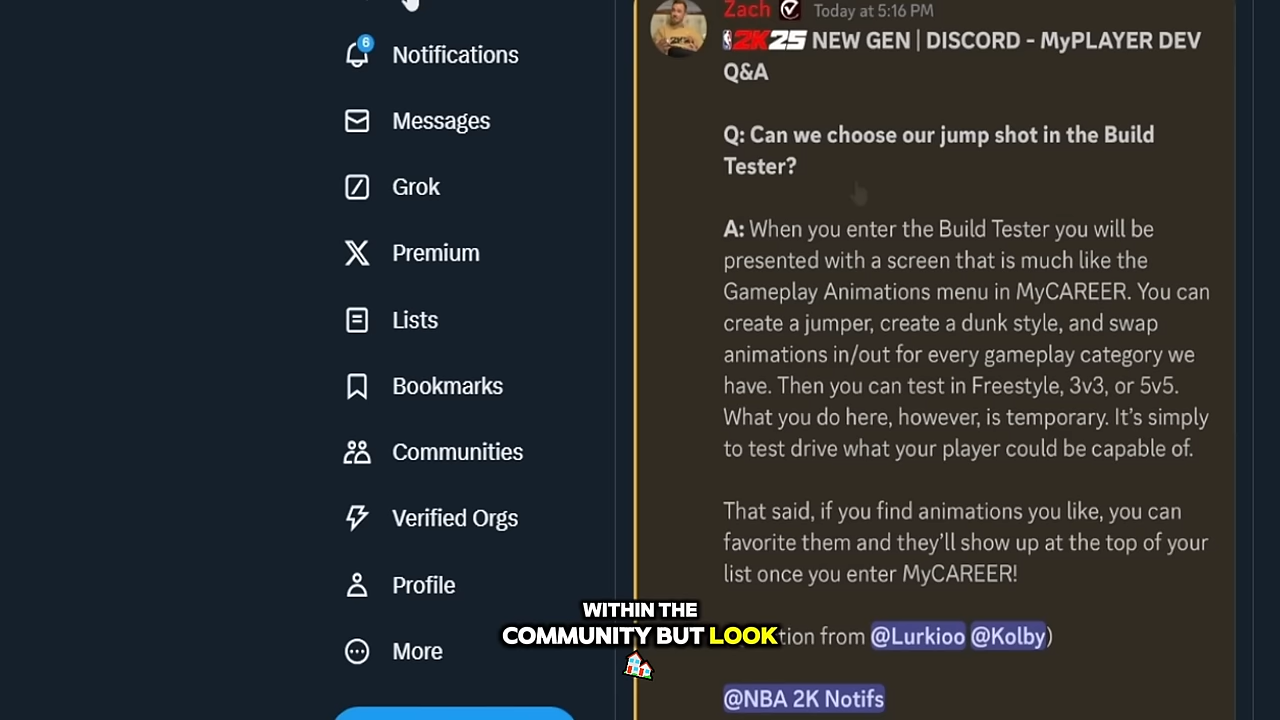 Notifications
6
Messages
Grok
Premium
Lists
Bookmarks
Communities
Verified Orgs
Profile
More
Zach Today at 5:16 PM
2K25 NEW GEN | DISCORD - MyPLAYER DEV
Q&A
Q: Can we choose our jump shot in the Build
Tester?
A: When you enter the Build Tester you will be
presented with a screen that is much like the
Gameplay Animations menu in MyCAREER. You can
create a jumper, create a dunk style, and swap
animations in/out for every gameplay category we
have. Then you can test in Freestyle, 3v3, or 5v5.
What you do here, however, is temporary. It's simply
to test drive what your player could be capable of.
That said, if you find animations you like, you can
favorite them and they'll show up at the top of your
list once you enter MyCAREER!
from @Lurkioo @Kolby)
@NBA 2K Notifs
WITHIN THE
COMMUNITY BUT LOOK